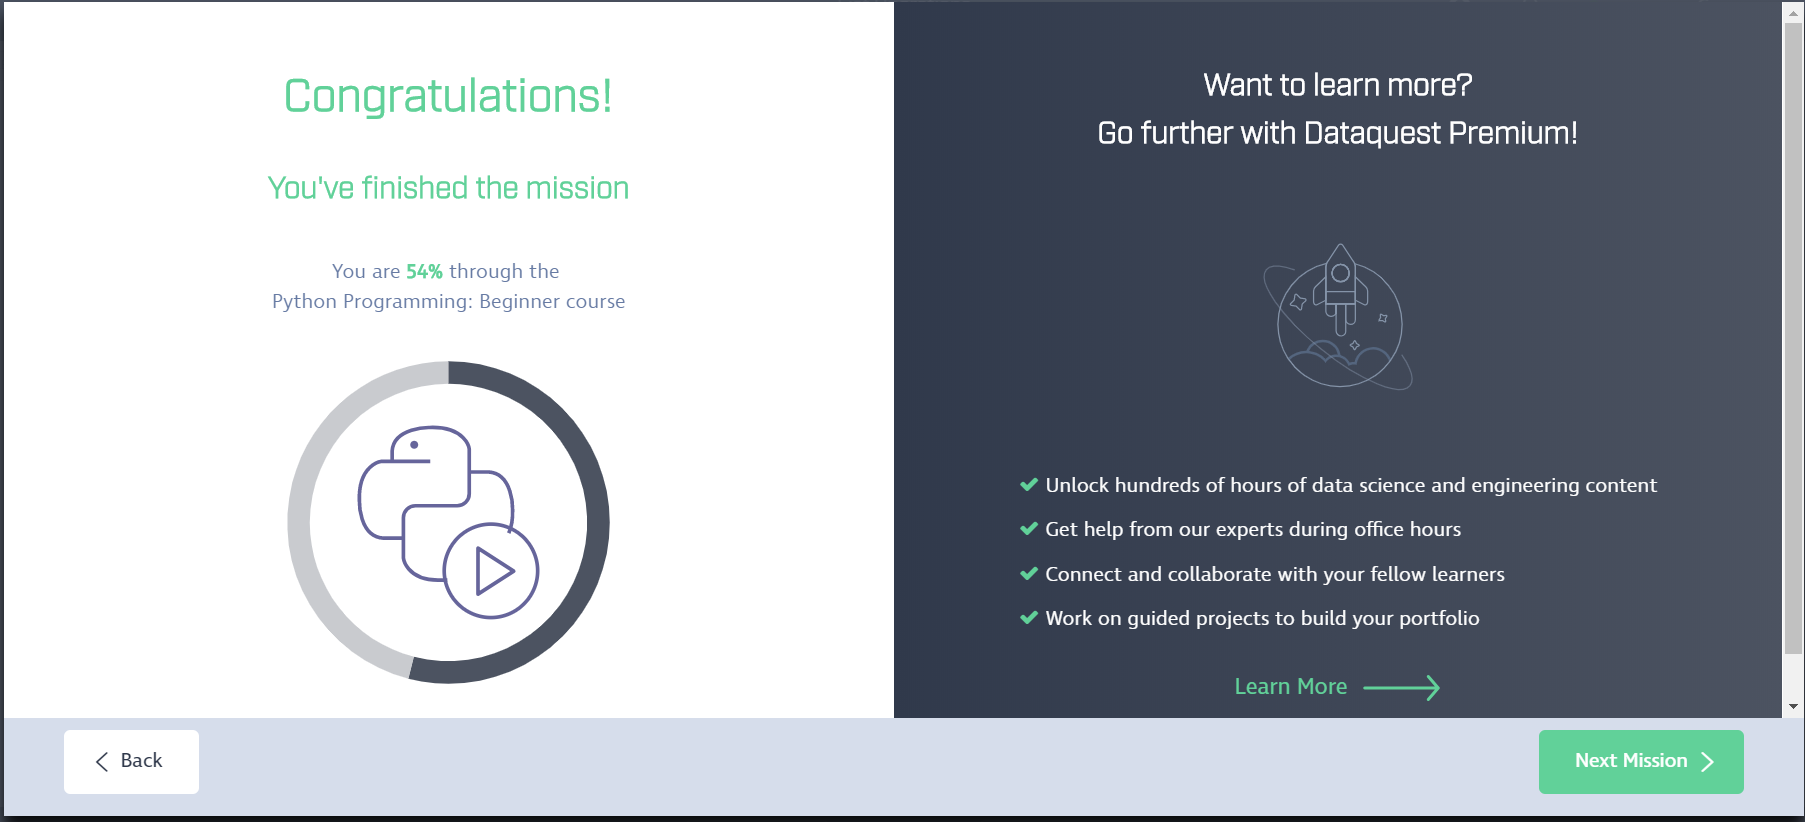 Congratulations!
You've finished the mission
You are 54% through the
Python Programming: Beginner course
Want to learn more?
Go further with Dataquest Premium!
Unlock hundreds of hours of data science and engineering content
Get help from our experts during office hours
Connect and collaborate with your fellow learners
Work on guided projects to build your portfolio
Learn More
Back
Next Mission